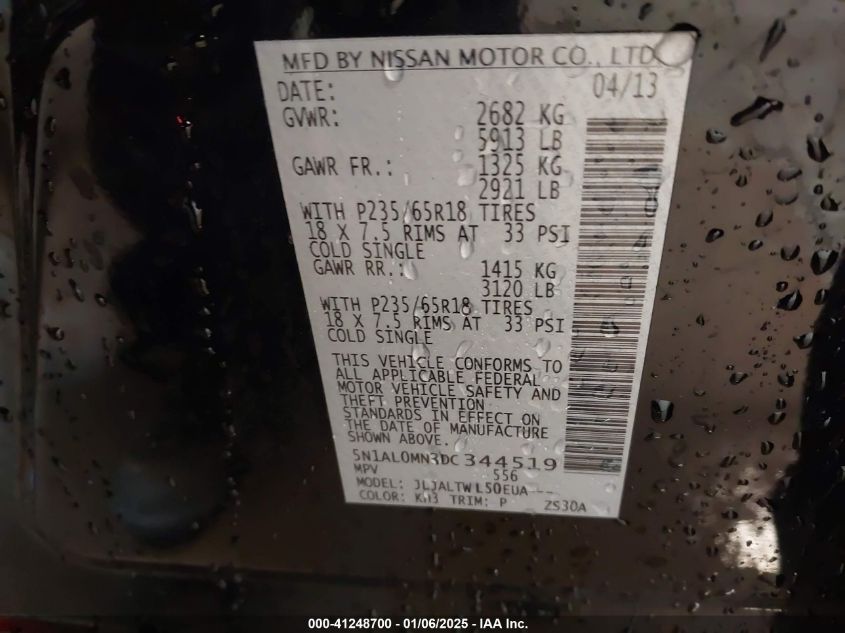 MFD BY NISSAN MOTOR CO., LTD
DATE: 04/13
GVWR: 2682 KG
5913 LB
GAWR FR.: 1325 KG
2921 LB
WITH P235/65R18 TIRES
18 X 7.5 RIMS AT 33 PSI
COLD SINGLE
GAWR RR.: 1415 KG
3120 LB
WITH P235/65R18 TIRES
18 X 7.5 RIMS AT 33 PSI
COLD SINGLE
THIS VEHICLE CONFORMS TO
ALL APPLICABLE FEDERAL
MOTOR VEHICLE SAFETY AND
THEFT PREVENTION
STANDARDS IN EFFECT ON
THE DATE OF MANUFACTURE
SHOWN ABOVE.
5N1AL0MN3DC344519
MPV 556
MODEL: JLJALTWL50EUA---
COLOR: KH3 TRIM: P ZS30A
000-41248700 - 01/06/2025 - IAA Inc.